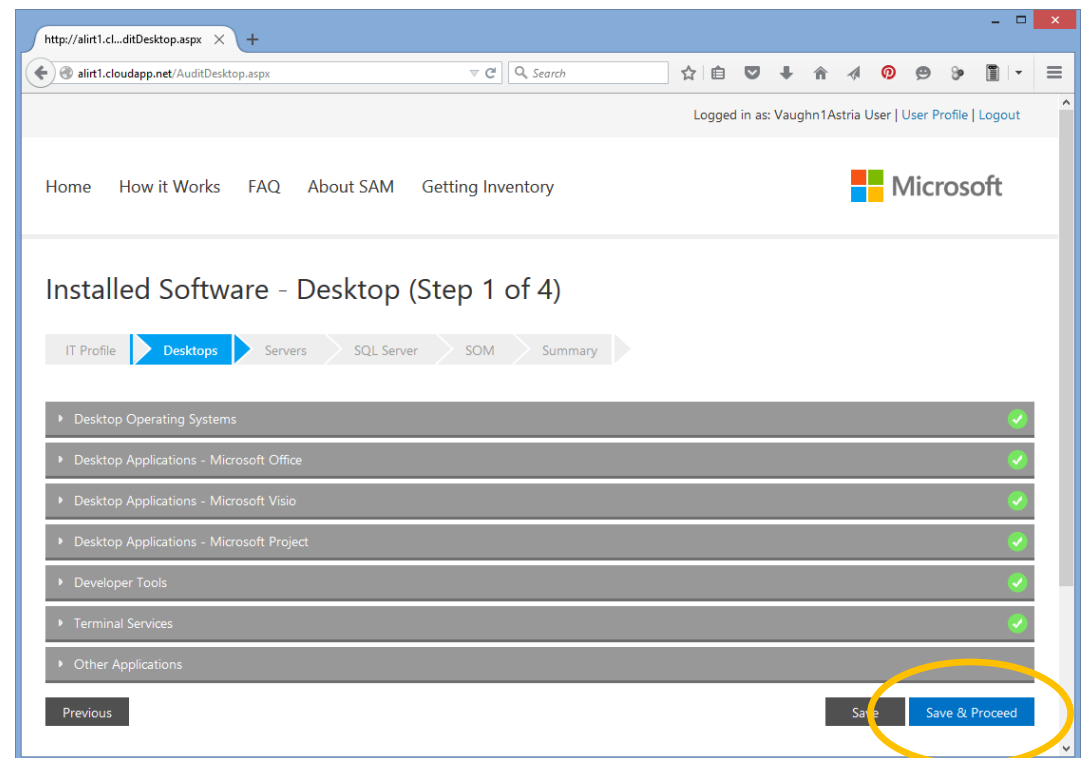 http://alirt1.cl...ditDesktop.aspx
alirt1.cloudapp.net/AuditDesktop.aspx Search
Logged in as: Vaughn1Astria User | User Profile | Logout
Home How it Works FAQ About SAM Getting Inventory Microsoft
Installed Software - Desktop (Step 1 of 4)
IT Profile Desktops Servers SQL Server SOM Summary
Desktop Operating Systems
Desktop Applications - Microsoft Office
Desktop Applications - Microsoft Visio
Desktop Applications - Microsoft Project
Developer Tools
Terminal Services
Other Applications
Previous Save Save & Proceed